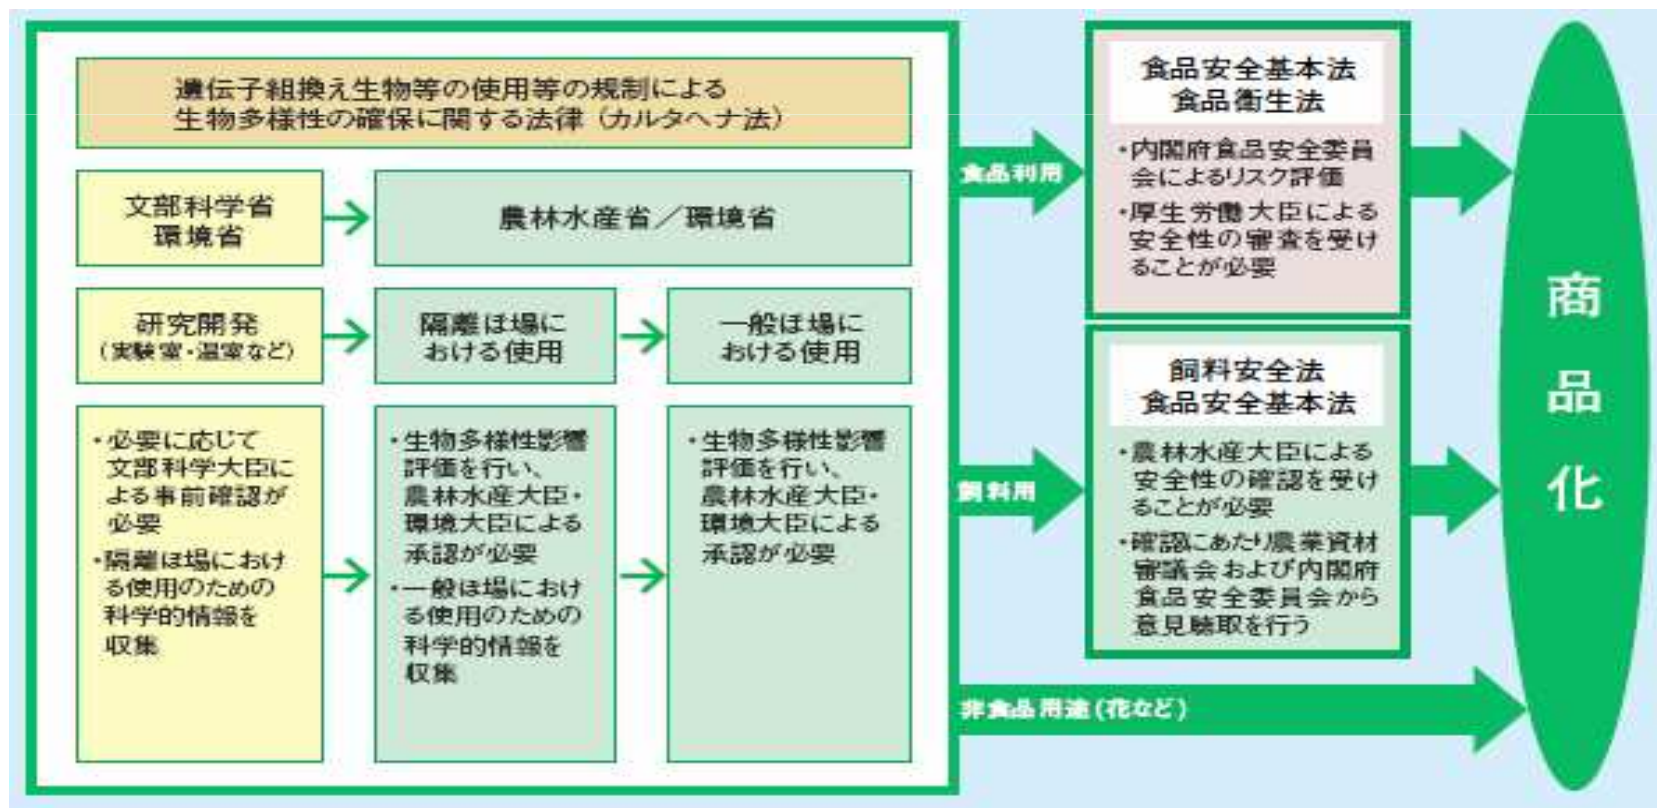 遺伝子組換え生物等の使用等の規制による
生物多様性の確保に関する法律（カルタヘナ法）
文部科学省
環境省
農林水産省／環境省
研究開発
（実験室・温室など）
隔離ほ場に
おける使用
一般ほ場に
おける使用
・必要に応じて
文部科学大臣に
よる事前確認が
必要
・隔離ほ場におけ
る使用のための
科学的情報を
収集
・生物多様性影響
評価を行い、
農林水産大臣・
環境大臣による
承認が必要
・一般ほ場におけ
る使用のための
科学的情報を
収集
・生物多様性影響
評価を行い、
農林水産大臣・
環境大臣による
承認が必要
食品利用
食品安全基本法
食品衛生法
・内閣府食品安全委員
会によるリスク評価
・厚生労働大臣による
安全性の審査を受け
ることが必要
飼料用
飼料安全法
食品安全基本法
・農林水産大臣による
安全性の確認を受け
ることが必要
・確認にあたり農業資材
審議会および内閣府
食品安全委員会から
意見聴取を行う
非食品用途(花など)
商品化